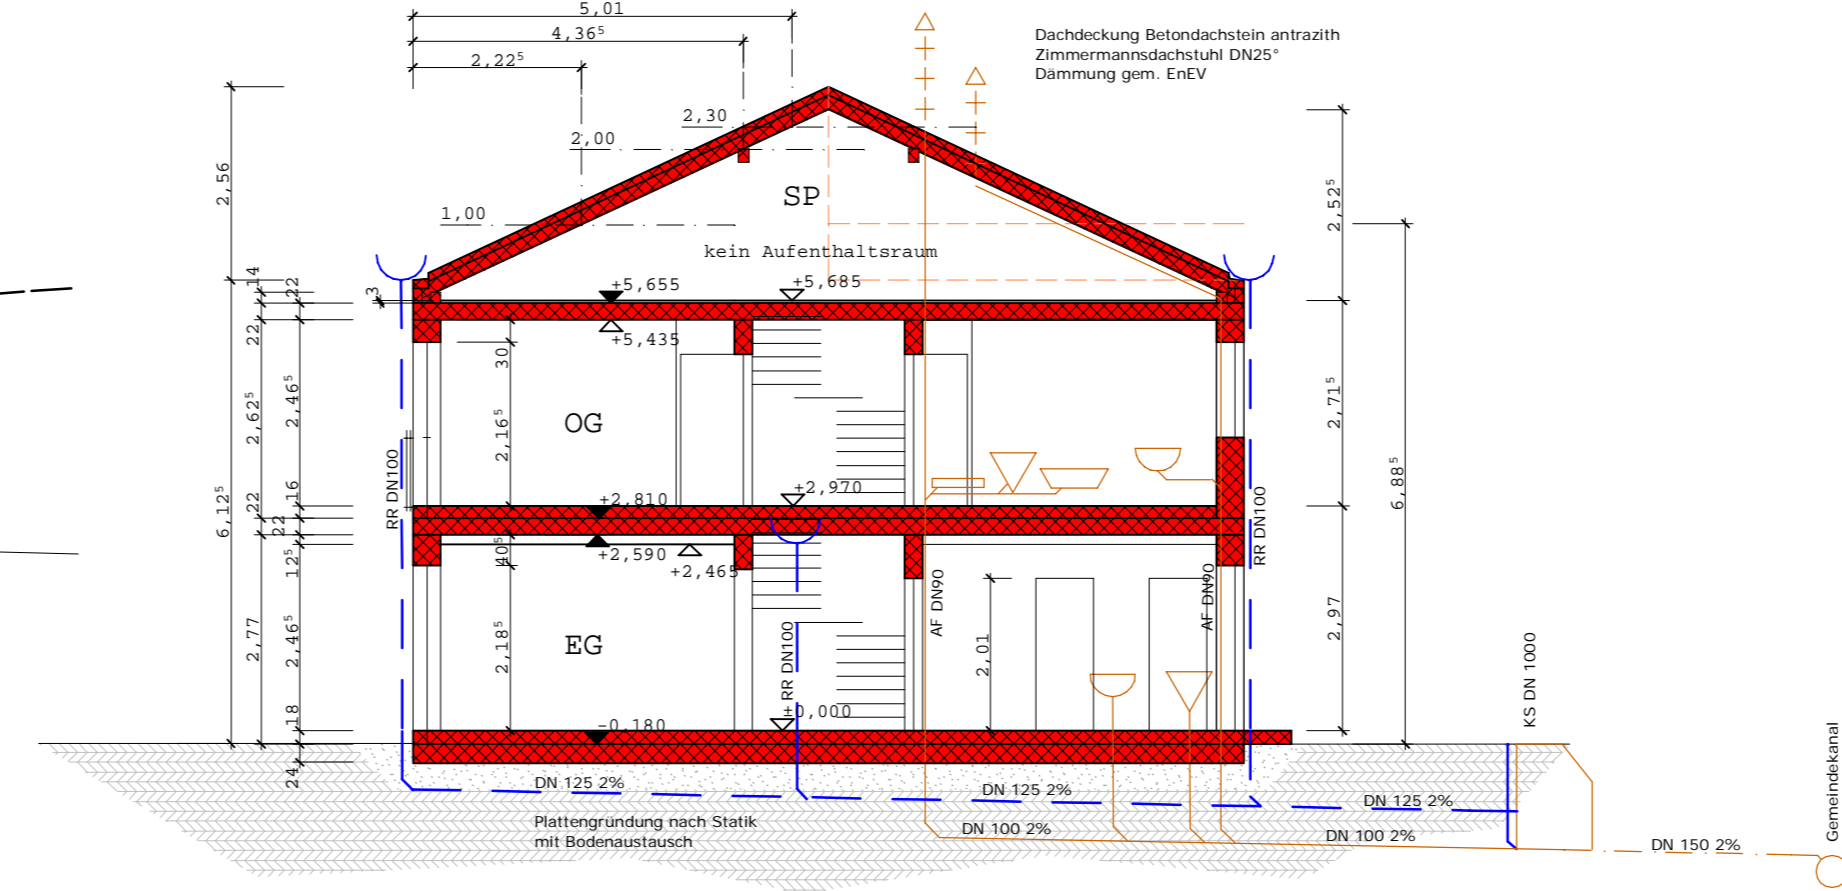 5,01
4,36⁵
2,22⁵
Dachdeckung Betondachstein antrazith
Zimmermannsdachstuhl DN25°
Dämmung gem. EnEV
2,30
2,00
1,00
SP
kein Aufenthaltsraum
2,56
14
22
3
+5,655
+5,685
+5,435
2,52⁵
22
30
2,62⁵
2,46⁵
2,16⁵
OG
2,71⁵
6,88⁵
RR DN100
6,12⁵
22
16
22
12⁵
+2,810
+2,970
RR DN100
40⁵
+2,590
+2,465
AF DN90
AF DN90
2,77
2,46⁵
2,18⁵
EG
RR DN100
2,01
2,97
KS DN 1000
18
-0,180
±0,000
24
DN 125 2%
DN 125 2%
DN 125 2%
Plattengründung nach Statik
mit Bodenaustausch
DN 100 2%
DN 100 2%
DN 150 2%
Gemeindekanal